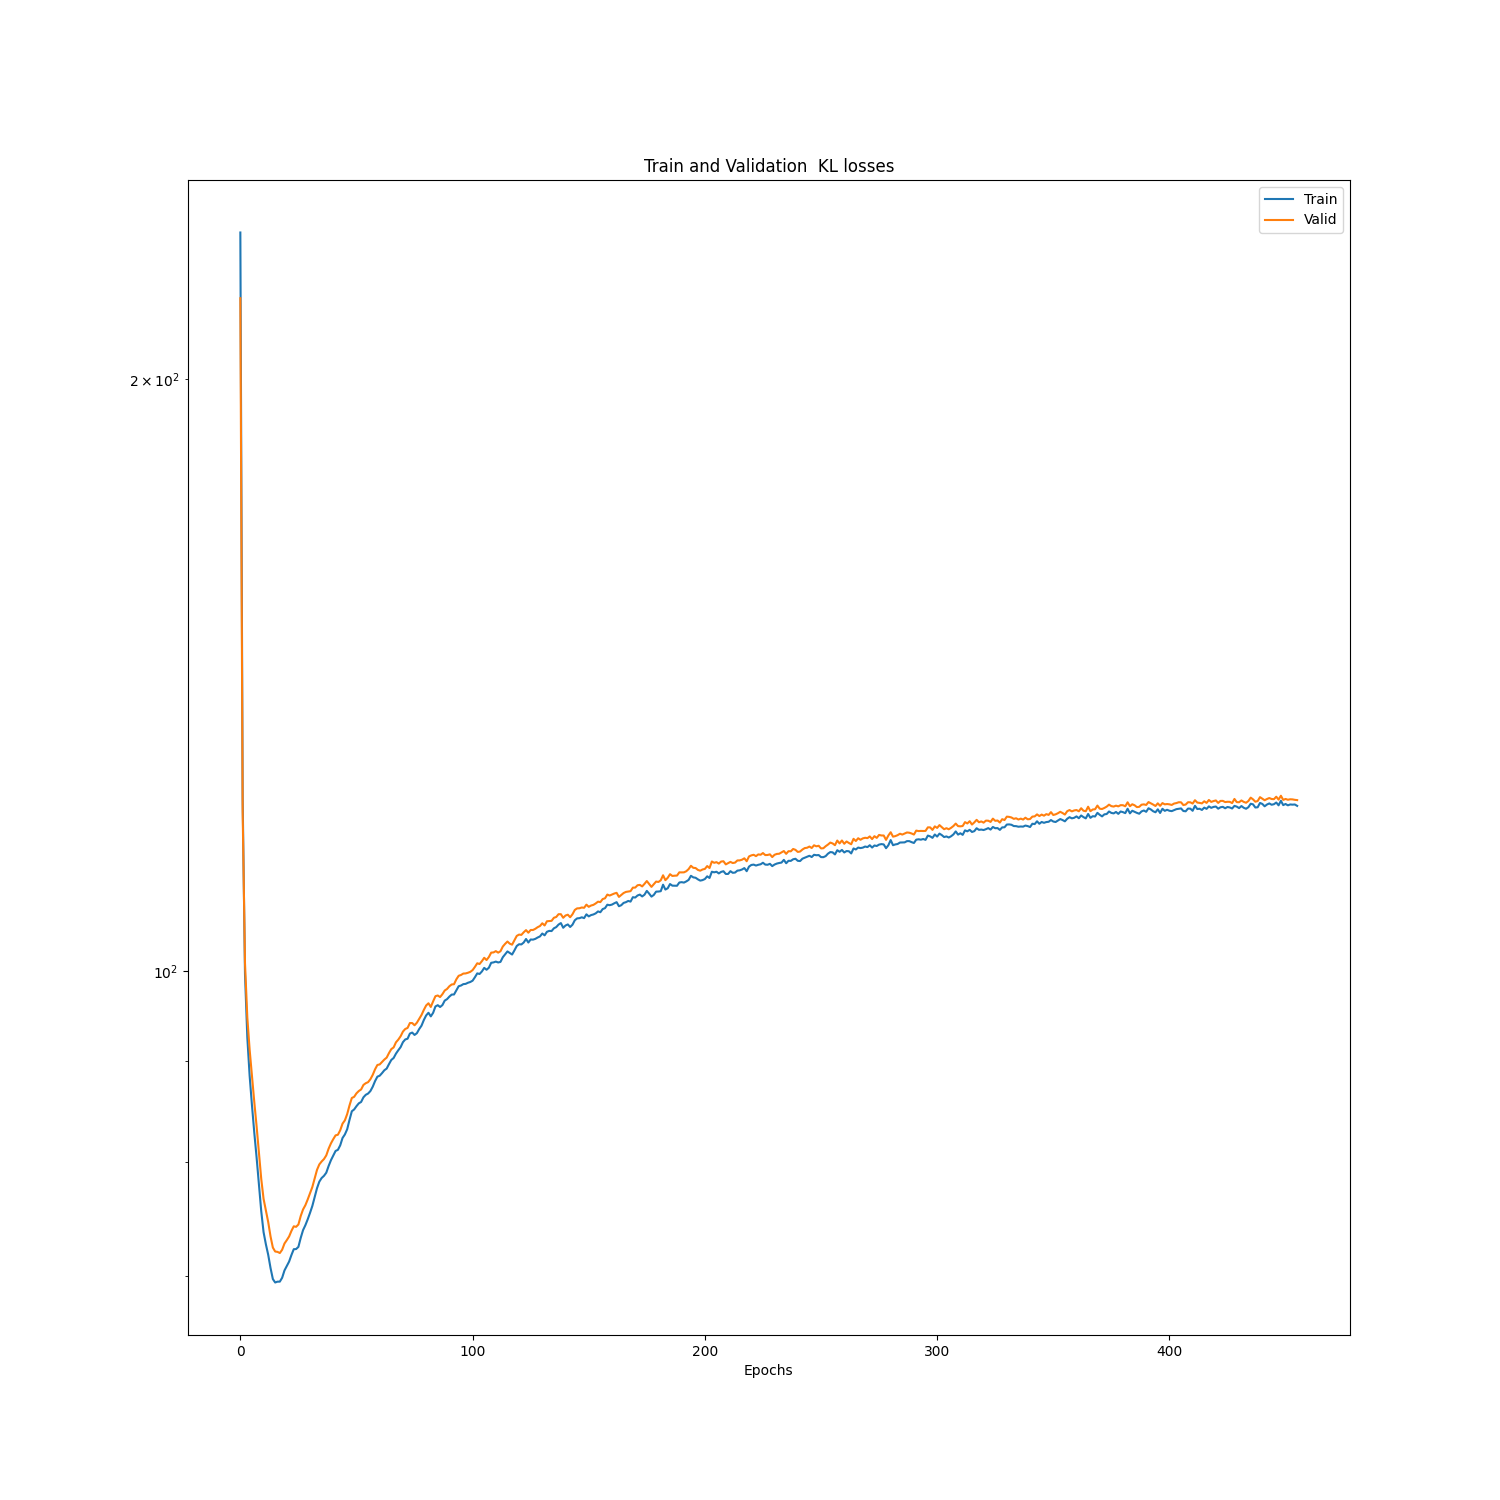 Train and Validation  KL losses
Train
Valid
2 × 10²
10²
0 100 200 300 400
Epochs